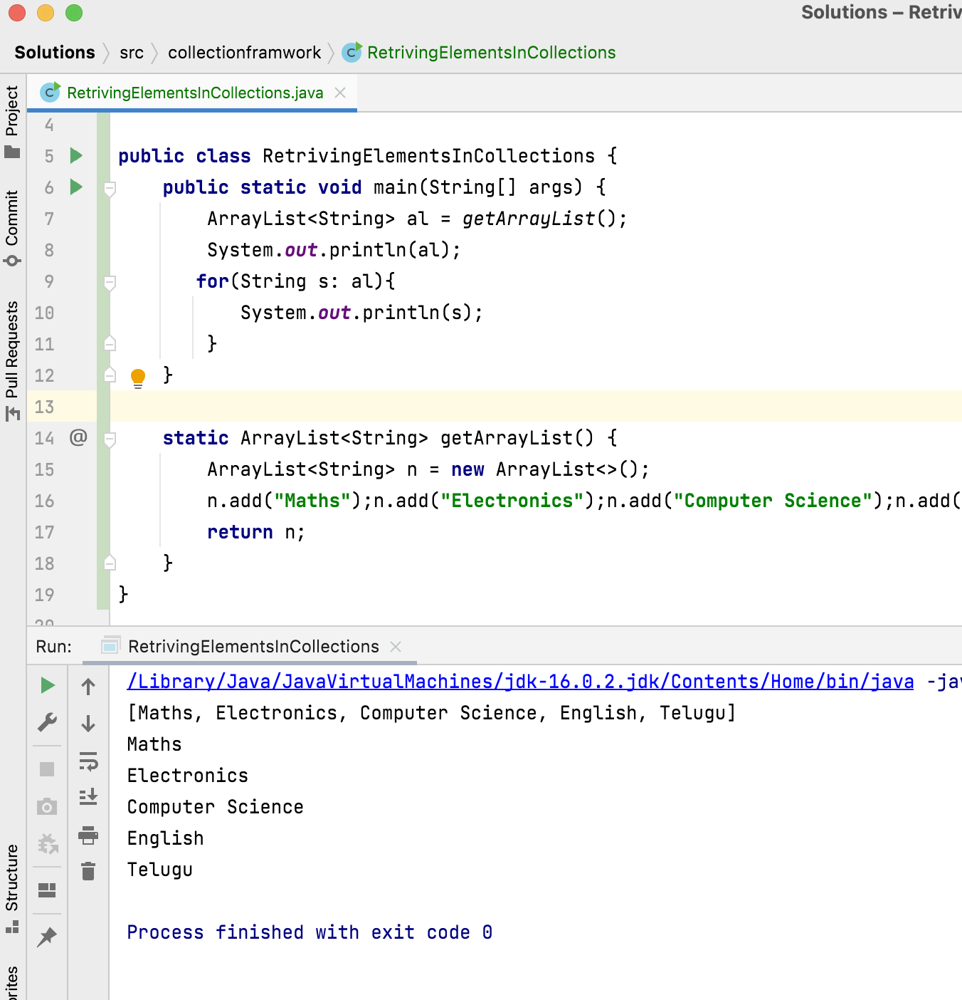 Solutions – Retriv
Solutions src collectionframwork RetrivingElementsInCollections
RetrivingElementsInCollections.java
Project
Commit
Pull Requests
Structure
4
5 public class RetrivingElementsInCollections {
6 public static void main(String[] args) {
7 ArrayList<String> al = getArrayList();
8 System.out.println(al);
9 for(String s: al){
10 System.out.println(s);
11 }
12 }
13
14 @ static ArrayList<String> getArrayList() {
15 ArrayList<String> n = new ArrayList<>();
16 n.add("Maths");n.add("Electronics");n.add("Computer Science");n.add(
17 return n;
18 }
19 }
Run: RetrivingElementsInCollections
/Library/Java/JavaVirtualMachines/jdk-16.0.2.jdk/Contents/Home/bin/java -jav
[Maths, Electronics, Computer Science, English, Telugu]
Maths
Electronics
Computer Science
English
Telugu
Process finished with exit code 0